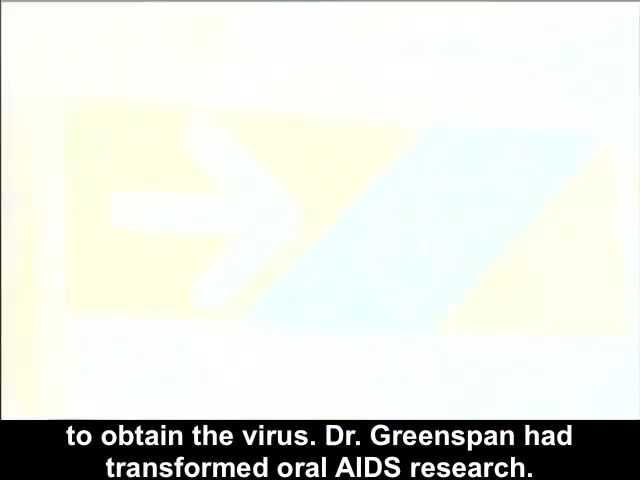 to obtain the virus. Dr. Greenspan had
transformed oral AIDS research.